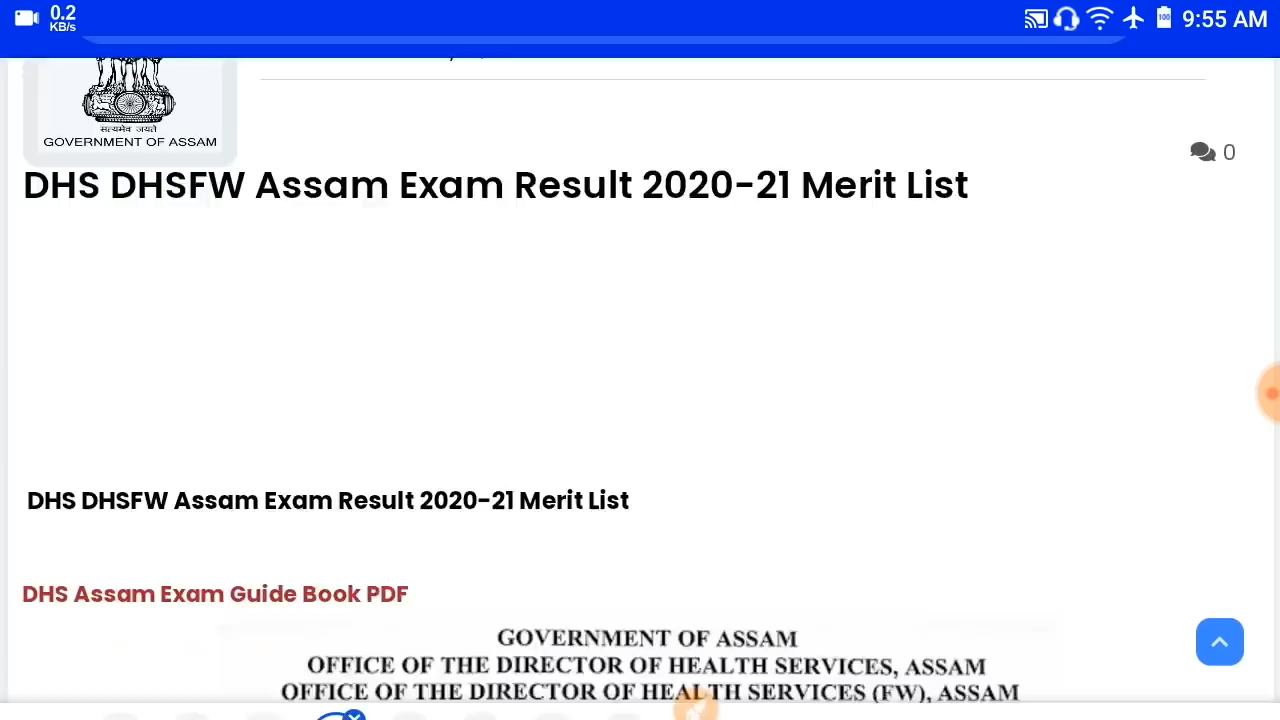 0.2
KB/s
100
9:55 AM
सत्यमेव जयते
GOVERNMENT OF ASSAM
0
DHS DHSFW Assam Exam Result 2020-21 Merit List
DHS DHSFW Assam Exam Result 2020-21 Merit List
DHS Assam Exam Guide Book PDF
GOVERNMENT OF ASSAM
OFFICE OF THE DIRECTOR OF HEALTH SERVICES, ASSAM
OFFICE OF THE DIRECTOR OF HEALTH SERVICES (FW), ASSAM